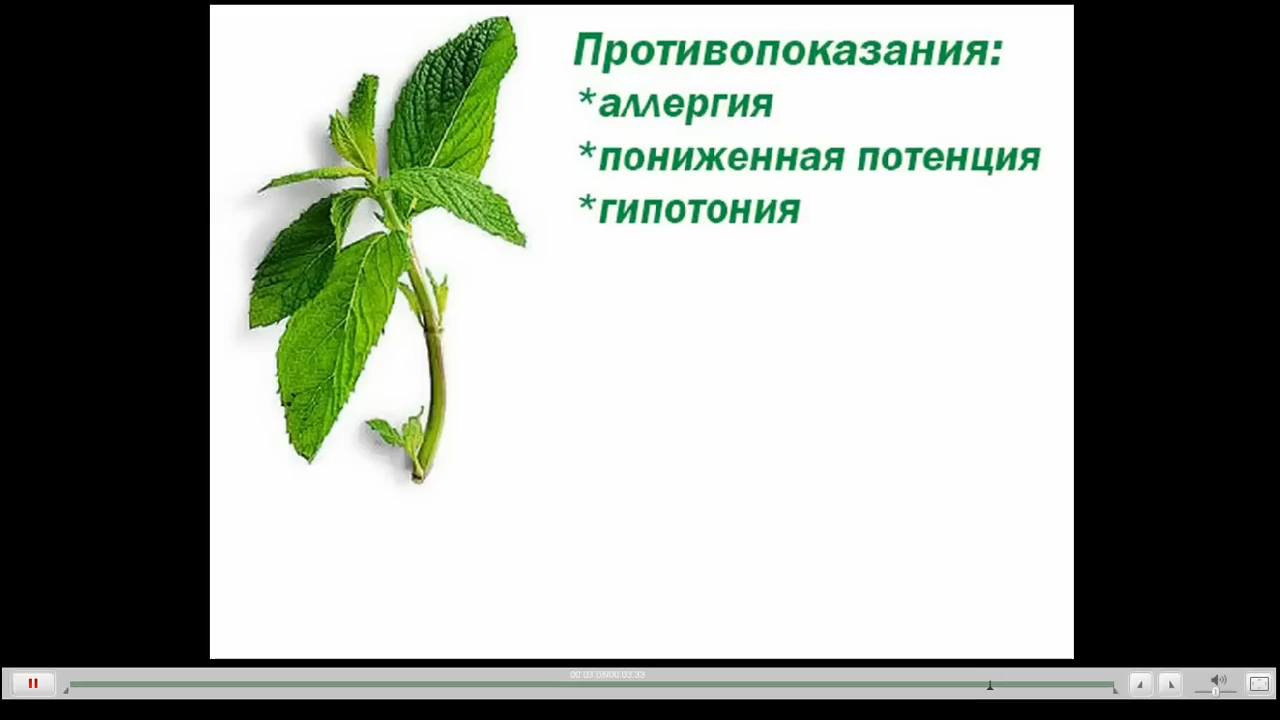 Противопоказания:
*аллергия
*пониженная потенция
*гипотония